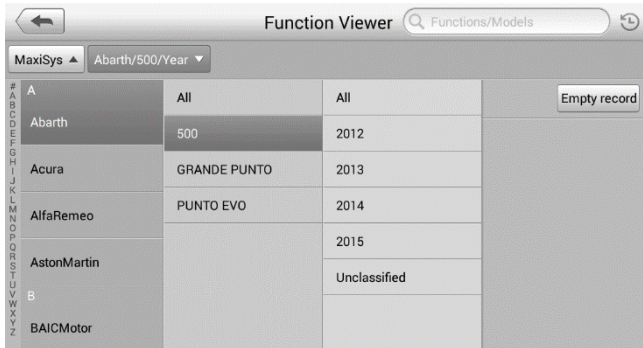 Function Viewer
Functions/Models
MaxiSys ▲
Abarth/500/Year ▼
#
A
B
C
D
E
F
G
H
I
J
K
L
M
N
O
P
Q
R
S
T
U
V
W
X
Y
Z
A
Abarth
Acura
AlfaRomeo
AstonMartin
B
BAICMotor
All
500
GRANDE PUNTO
PUNTO EVO
All
2012
2013
2014
2015
Unclassified
Empty record